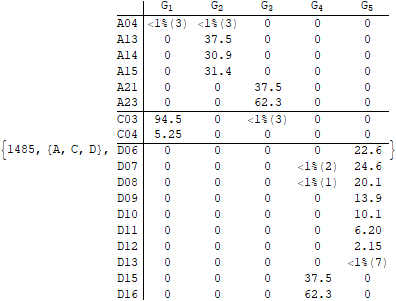 G1 G2 G3 G4 G5
A04 <1%(3) <1%(3) 0 0 0
A13 0 37.5 0 0 0
A14 0 30.9 0 0 0
A15 0 31.4 0 0 0
A21 0 0 37.5 0 0
A23 0 0 62.3 0 0
C03 94.5 0 <1%(3) 0 0
C04 5.25 0 0 0 0
{1485, {A, C, D}, D06 0 0 0 0 22.6 }
D07 0 0 0 <1%(2) 24.6
D08 0 0 0 <1%(1) 20.1
D09 0 0 0 0 13.9
D10 0 0 0 0 10.1
D11 0 0 0 0 6.20
D12 0 0 0 0 2.15
D13 0 0 0 0 <1%(7)
D15 0 0 0 37.5 0
D16 0 0 0 62.3 0